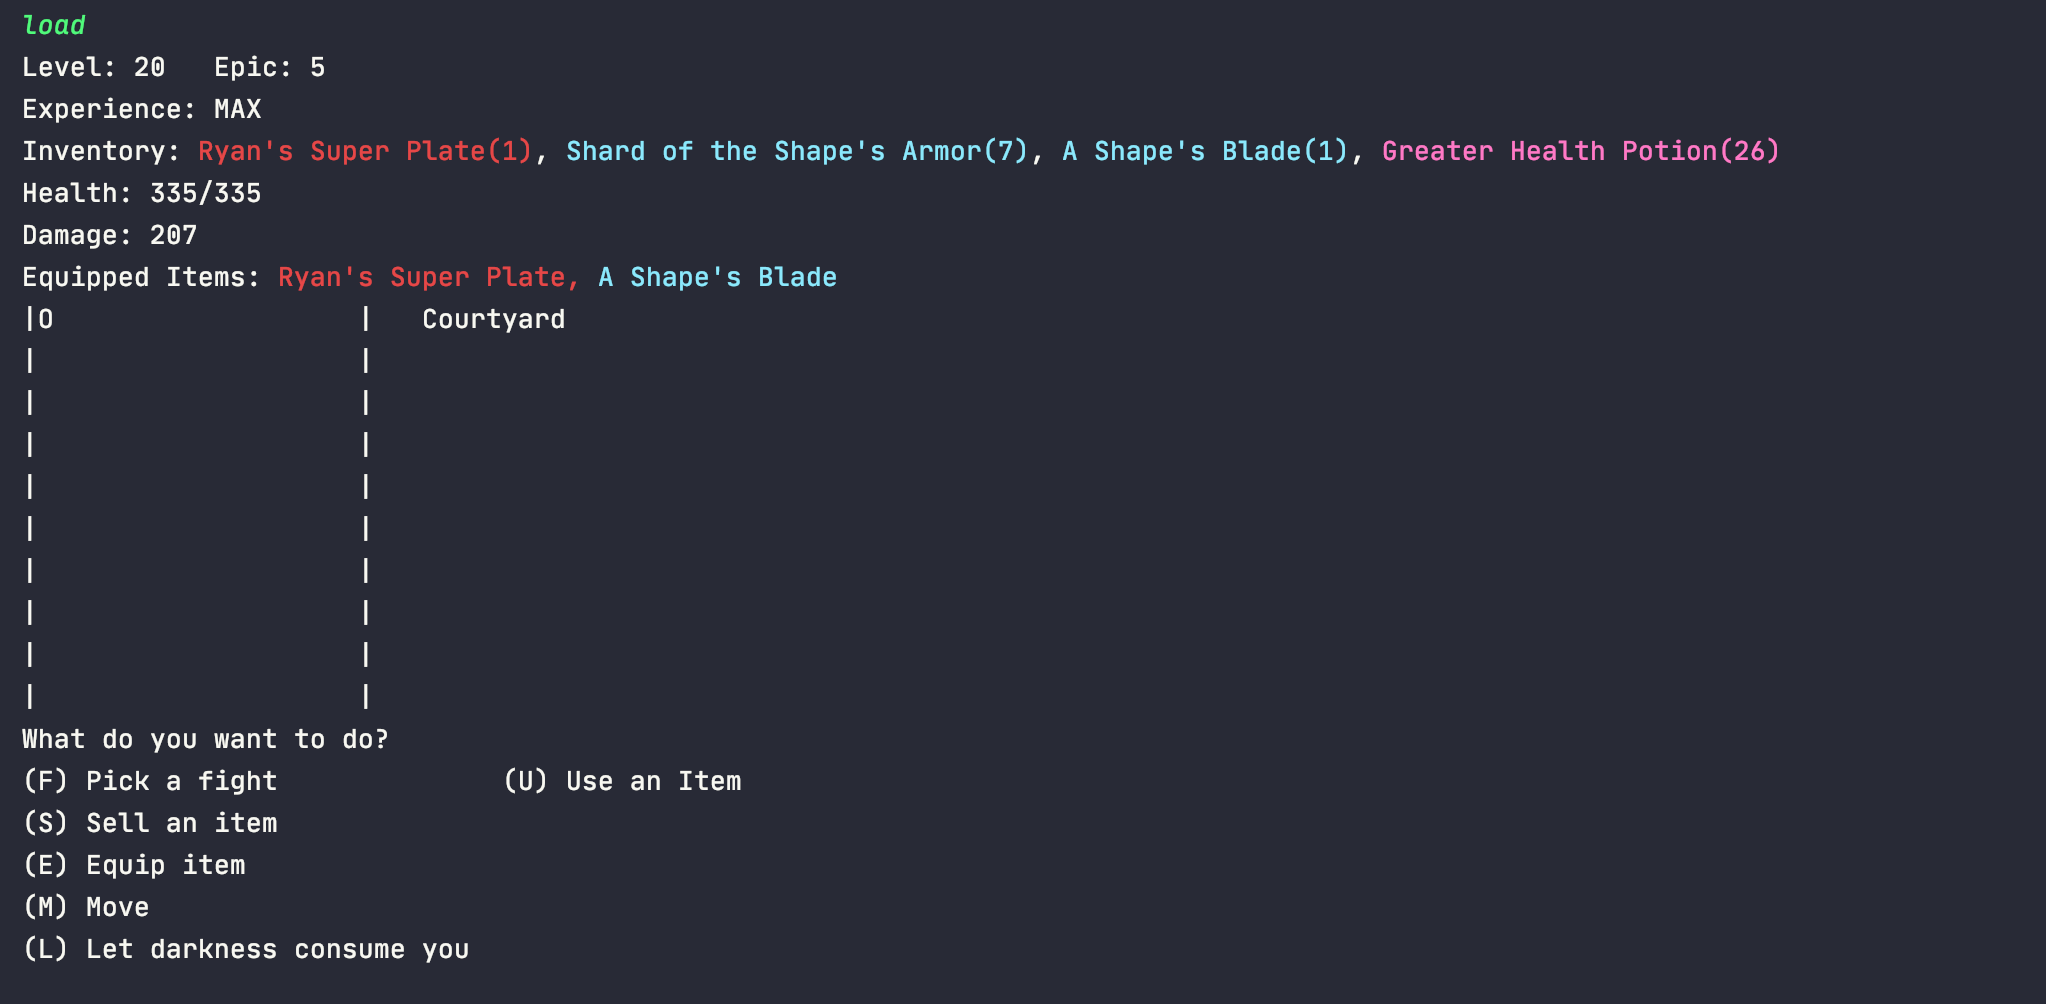 load
Level: 20   Epic: 5
Experience: MAX
Inventory: Ryan's Super Plate(1), Shard of the Shape's Armor(7), A Shape's Blade(1), Greater Health Potion(26)
Health: 335/335
Damage: 207
Equipped Items: Ryan's Super Plate, A Shape's Blade
|O                   |   Courtyard
|                    |
|                    |
|                    |
|                    |
|                    |
|                    |
|                    |
|                    |
|                    |
What do you want to do?
(F) Pick a fight              (U) Use an Item
(S) Sell an item
(E) Equip item
(M) Move
(L) Let darkness consume you